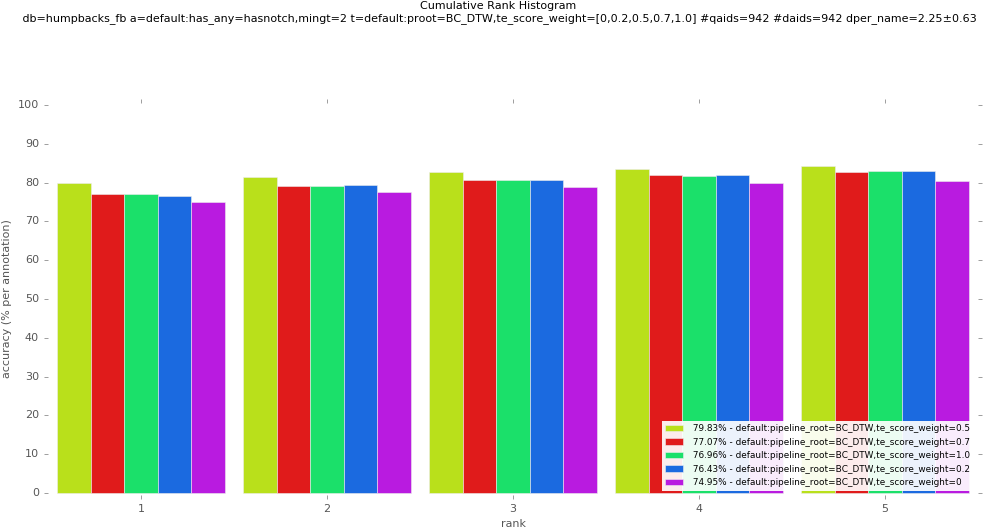 Cumulative Rank Histogram
db=humpbacks_fb a=default:has_any=hasnotch,mingt=2 t=default:proot=BC_DTW,te_score_weight=[0,0.2,0.5,0.7,1.0] #qaids=942 #daids=942 dper_name=2.25±0.63
100
90
80
70
60
50
40
30
20
10
0
accuracy (% per annotation)
79.83% - default:pipeline_root=BC_DTW,te_score_weight=0.5
77.07% - default:pipeline_root=BC_DTW,te_score_weight=0.7
76.96% - default:pipeline_root=BC_DTW,te_score_weight=1.0
76.43% - default:pipeline_root=BC_DTW,te_score_weight=0.2
74.95% - default:pipeline_root=BC_DTW,te_score_weight=0
1 2 3 4 5
rank